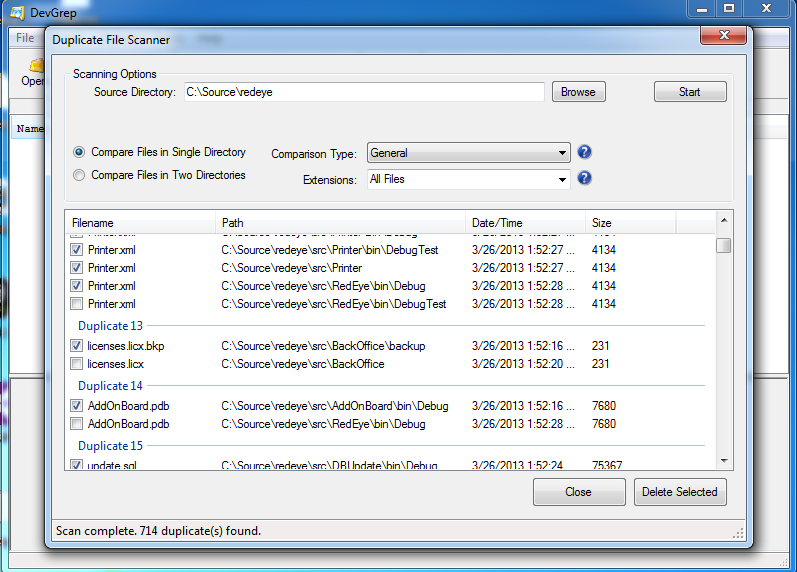 DevGrep
Duplicate File Scanner
File
Open
Name
Scanning Options
Source Directory: C:\Source\redeye Browse Start
Compare Files in Single Directory Comparison Type: General
Compare Files in Two Directories Extensions: All Files
Filename Path Date/Time Size
Printer.xml C:\Source\redeye\src\Printer\bin\DebugTest 3/26/2013 1:52:27 ... 4134
Printer.xml C:\Source\redeye\src\Printer 3/26/2013 1:52:27 ... 4134
Printer.xml C:\Source\redeye\src\RedEye\bin\Debug 3/26/2013 1:52:28 ... 4134
Printer.xml C:\Source\redeye\src\RedEye\bin\DebugTest 3/26/2013 1:52:28 ... 4134
Duplicate 13
licenses.licx.bkp C:\Source\redeye\src\BackOffice\backup 3/26/2013 1:52:16 ... 231
licenses.licx C:\Source\redeye\src\BackOffice 3/26/2013 1:52:20 ... 231
Duplicate 14
AddOnBoard.pdb C:\Source\redeye\src\AddOnBoard\bin\Debug 3/26/2013 1:52:16 ... 7680
AddOnBoard.pdb C:\Source\redeye\src\RedEye\bin\Debug 3/26/2013 1:52:28 ... 7680
Duplicate 15
update.sql C:\Source\redeye\src\DBUpdate\bin\Debug 3/26/2013 1:52:24 75367
Close Delete Selected
Scan complete. 714 duplicate(s) found.